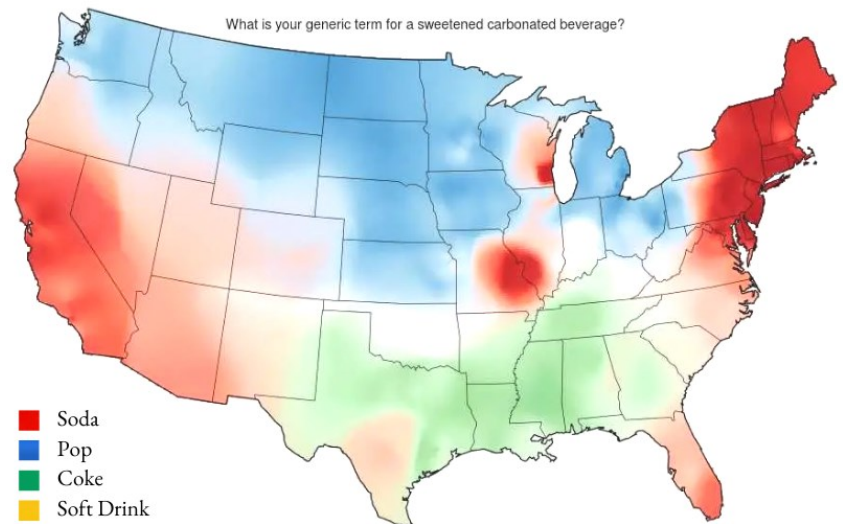 What is your generic term for a sweetened carbonated beverage?
Soda
Pop
Coke
Soft Drink